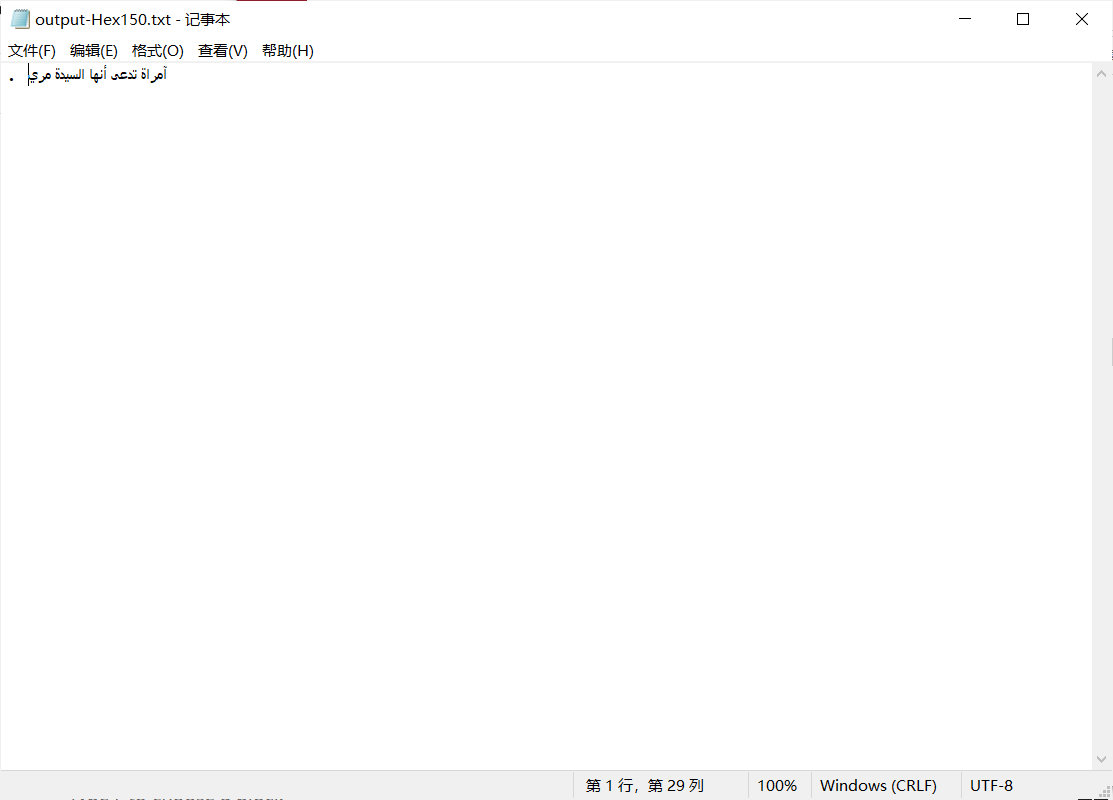 output-Hex150.txt - 记事本
文件(F) 编辑(E) 格式(O) 查看(V) 帮助(H)
آمراة تدعى أنها السيدة مري .
第 1 行，第 29 列 100% Windows (CRLF) UTF-8